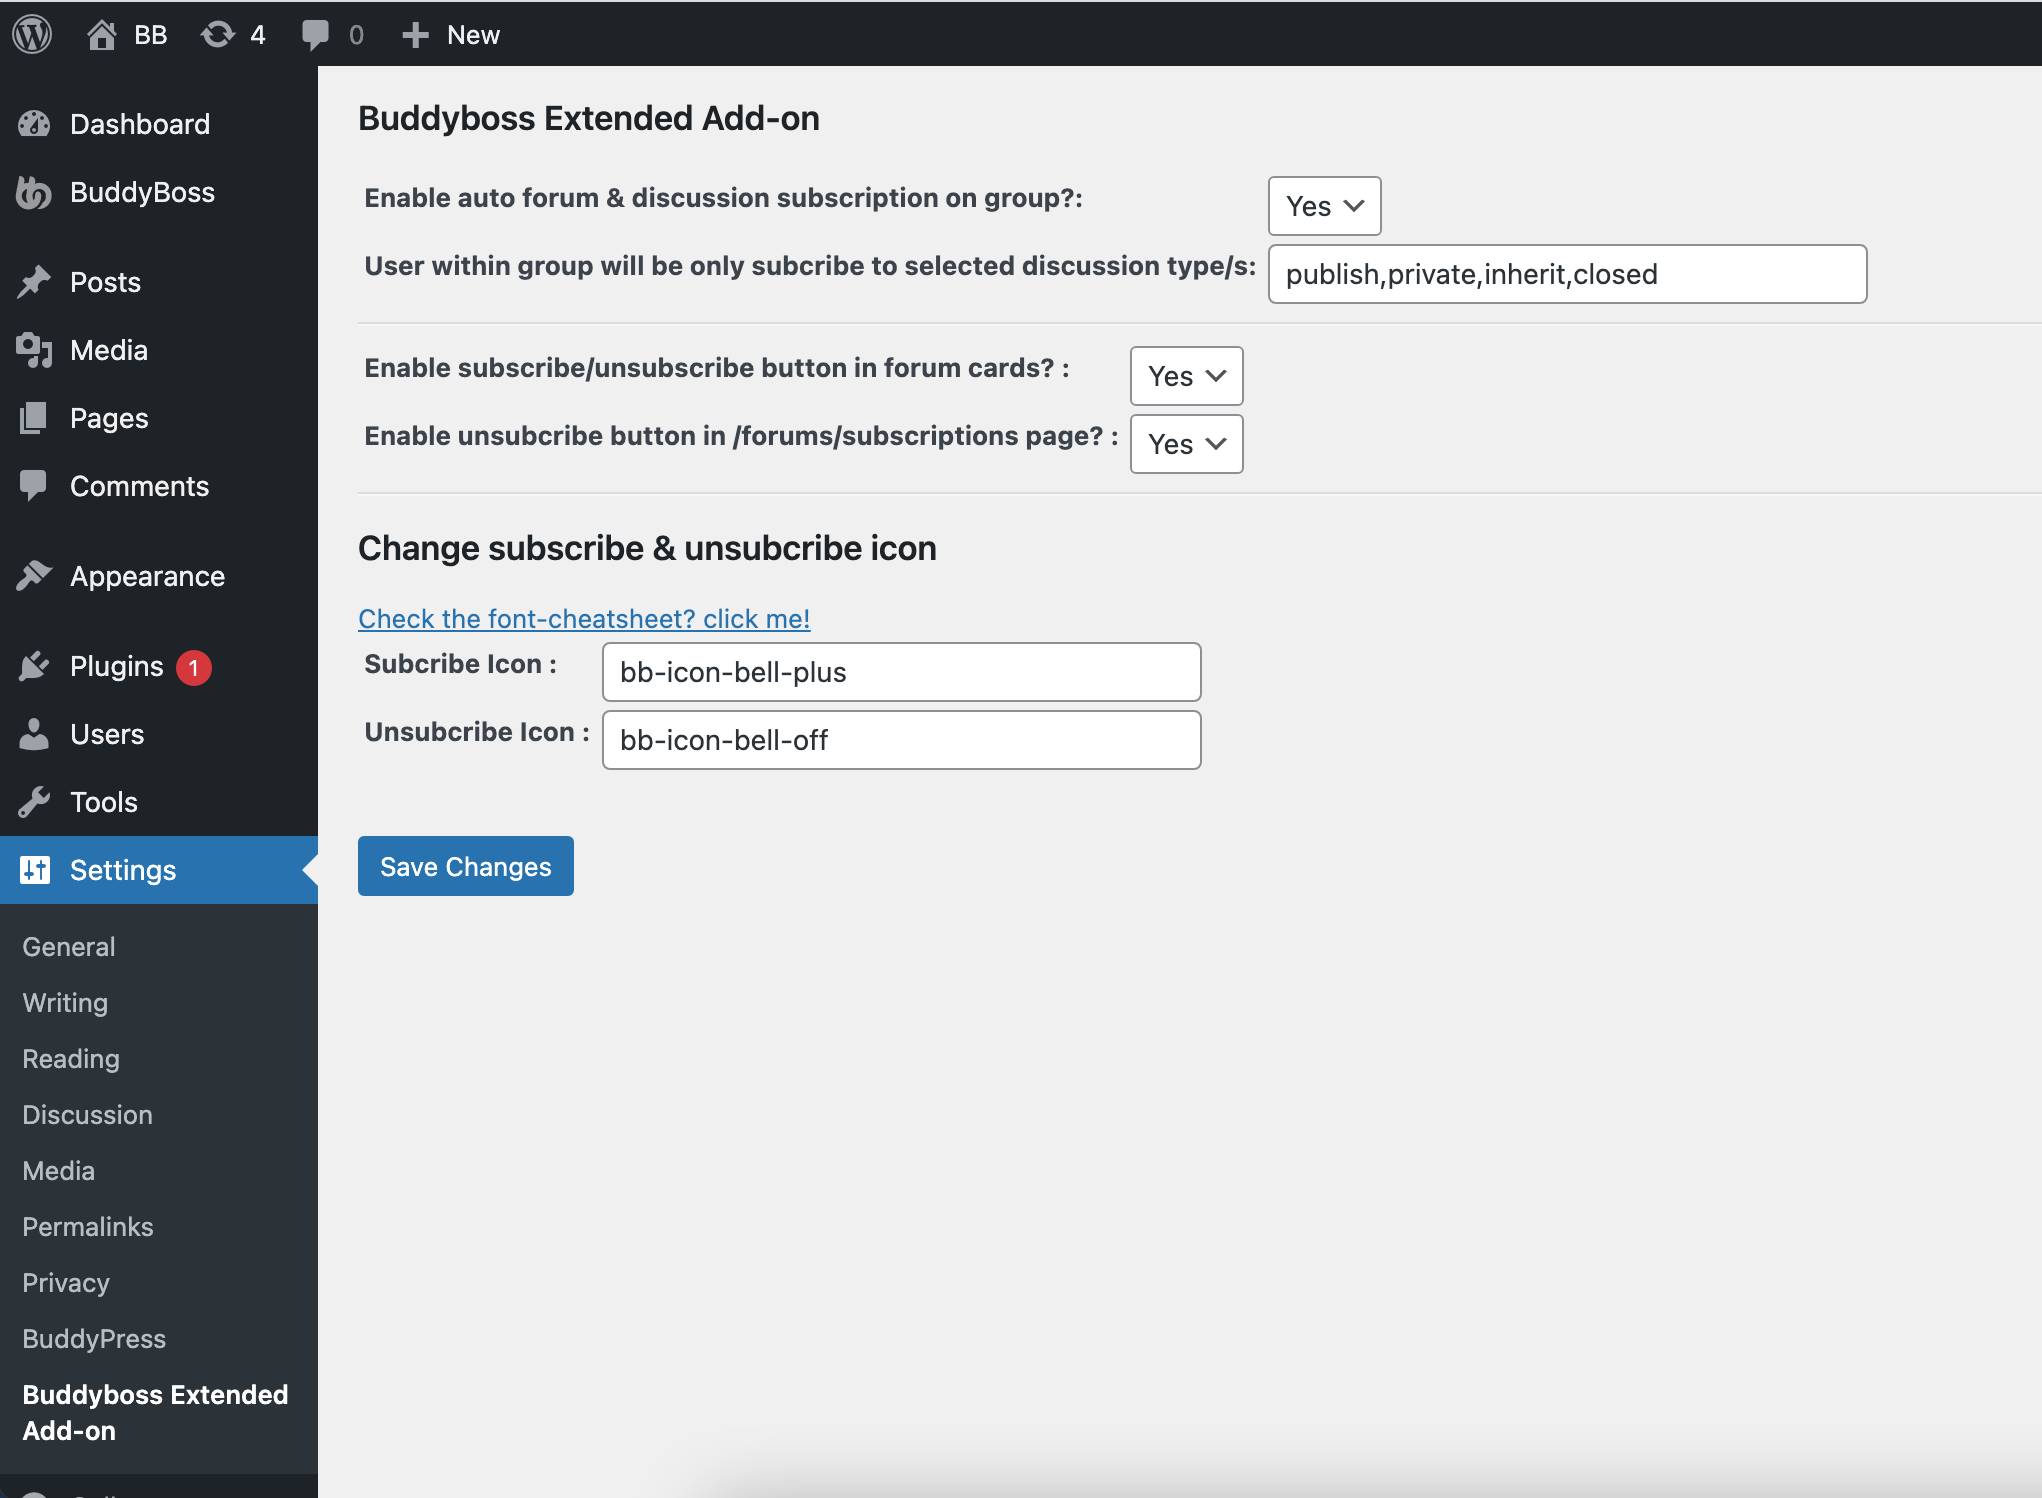 BB 4 0 New
Dashboard
BuddyBoss
Posts
Media
Pages
Comments
Appearance
Plugins 1
Users
Tools
Settings
General
Writing
Reading
Discussion
Media
Permalinks
Privacy
BuddyPress
Buddyboss Extended
Add-on
Buddyboss Extended Add-on
Enable auto forum & discussion subscription on group?: Yes
User within group will be only subcribe to selected discussion type/s: publish,private,inherit,closed
Enable subscribe/unsubscribe button in forum cards? : Yes
Enable unsubcribe button in /forums/subscriptions page? : Yes
Change subscribe & unsubcribe icon
Check the font-cheatsheet? click me!
Subcribe Icon : bb-icon-bell-plus
Unsubcribe Icon : bb-icon-bell-off
Save Changes